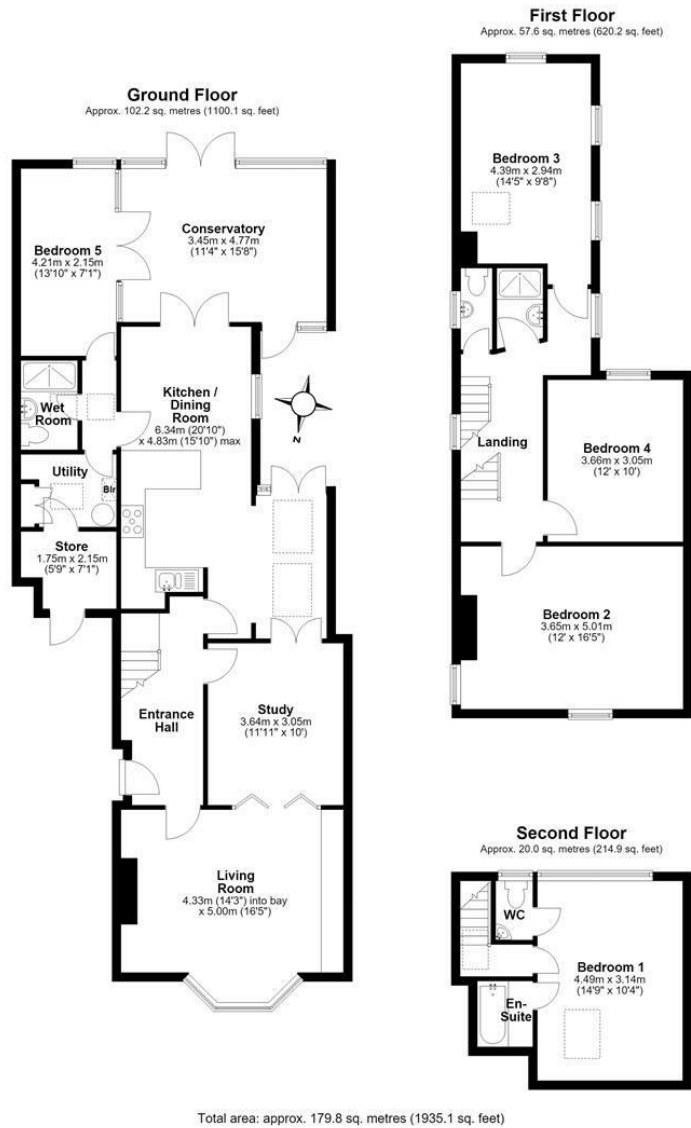 Ground Floor
Approx. 102.2 sq. metres (1100.1 sq. feet)
Bedroom 5
4.21m x 2.15m
(13'10" x 7'1")
Conservatory
3.45m x 4.77m
(11'4" x 15'8")
Wet
Room
Kitchen /
Dining
Room
6.34m (20'10")
x 4.83m (15'10") max
N
Utility
Blr
Store
1.75m x 2.15m
(5'9" x 7'1")
Entrance
Hall
Study
3.64m x 3.05m
(11'11" x 10')
Living
Room
4.33m (14'3") into bay
x 5.00m (16'5")
First Floor
Approx. 57.6 sq. metres (620.2 sq. feet)
Bedroom 3
4.39m x 2.94m
(14'5" x 9'8")
Landing
Bedroom 4
3.66m x 3.05m
(12' x 10')
Bedroom 2
3.65m x 5.01m
(12' x 16'5")
Second Floor
Approx. 20.0 sq. metres (214.9 sq. feet)
WC
Bedroom 1
4.49m x 3.14m
(14'9" x 10'4")
En-
Suite
Total area: approx. 179.8 sq. metres (1935.1 sq. feet)